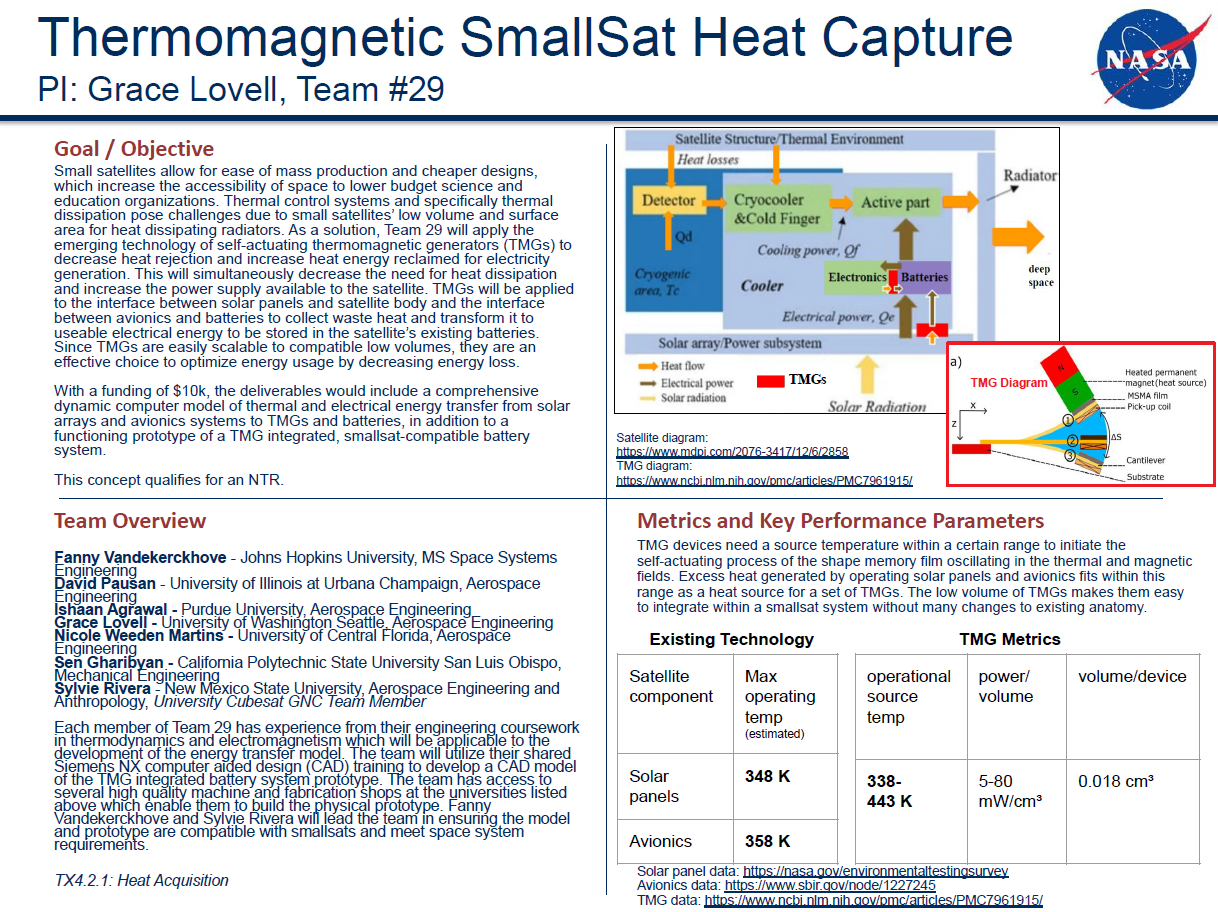 Thermomagnetic SmallSat Heat Capture
PI: Grace Lovell, Team #29
NASA
Goal / Objective
Small satellites allow for ease of mass production and cheaper designs,
which increase the accessibility of space to lower budget science and
education organizations. Thermal control systems and specifically thermal
dissipation pose challenges due to small satellites' low volume and surface
area for heat dissipating radiators. As a solution, Team 29 will apply the
emerging technology of self-actuating thermomagnetic generators (TMGs) to
decrease heat rejection and increase heat energy reclaimed for electricity
generation. This will simultaneously decrease the need for heat dissipation
and increase the power supply available to the satellite. TMGs will be applied
to the interface between solar panels and satellite body and the interface
between avionics and batteries to collect waste heat and transform it to
useable electrical energy to be stored in the satellite's existing batteries.
Since TMGs are easily scalable to compatible low volumes, they are an
effective choice to optimize energy usage by decreasing energy loss.
With a funding of $10k, the deliverables would include a comprehensive
dynamic computer model of thermal and electrical energy transfer from solar
arrays and avionics systems to TMGs and batteries, in addition to a
functioning prototype of a TMG integrated, smallsat-compatible battery
system.
This concept qualifies for an NTR.
Satellite Structure/Thermal Environment
Heat losses
Radiator
Detector
Cryocooler
&Cold Finger
Active part
Qd
Cooling power, Qf
deep
space
Cryogenic
area, Tc
Cooler
Electronics
Batteries
Electrical power, Qe
Solar array/Power subsystem
Heat flow
Electrical power
Solar radiation
TMGs
Solar Radiation
a)
TMG Diagram
N
S
Heated permanent
magnet(heat source)
MSMA film
Pick-up coil
x
z
1
2
3
ΔS
Cantilever
Substrate
Satellite diagram:
https://www.mdpi.com/2076-3417/12/6/2858
TMG diagram:
https://www.ncbi.nlm.nih.gov/pmc/articles/PMC7961915/
Team Overview
Fanny Vandekerckhove - Johns Hopkins University, MS Space Systems
Engineering
David Pausan - University of Illinois at Urbana Champaign, Aerospace
Engineering
Ishaan Agrawal - Purdue University, Aerospace Engineering
Grace Lovell - University of Washington Seattle, Aerospace Engineering
Nicole Weeden Martins - University of Central Florida, Aerospace
Engineering
Sen Gharibyan - California Polytechnic State University San Luis Obispo,
Mechanical Engineering
Sylvie Rivera - New Mexico State University, Aerospace Engineering and
Anthropology, University Cubesat GNC Team Member
Each member of Team 29 has experience from their engineering coursework
in thermodynamics and electromagnetism which will be applicable to the
development of the energy transfer model. The team will utilize their shared
Siemens NX computer aided design (CAD) training to develop a CAD model
of the TMG integrated battery system prototype. The team has access to
several high quality machine and fabrication shops at the universities listed
above which enable them to build the physical prototype. Fanny
Vandekerckhove and Sylvie Rivera will lead the team in ensuring the model
and prototype are compatible with smallsats and meet space system
requirements.
TX4.2.1: Heat Acquisition
Metrics and Key Performance Parameters
TMG devices need a source temperature within a certain range to initiate the
self-actuating process of the shape memory film oscillating in the thermal and magnetic
fields. Excess heat generated by operating solar panels and avionics fits within this
range as a heat source for a set of TMGs. The low volume of TMGs makes them easy
to integrate within a smallsat system without many changes to existing anatomy.
Existing Technology
Satellite
component
Max
operating
temp
(estimated)
Solar
panels
348 K
Avionics
358 K
TMG Metrics
operational
source
temp
power/
volume
volume/device
338-
443 K
5-80
mW/cm³
0.018 cm³
Solar panel data: https://nasa.gov/environmentaltestingsurvey
Avionics data: https://www.sbir.gov/node/1227245
TMG data: https://www.ncbi.nlm.nih.gov/pmc/articles/PMC7961915/